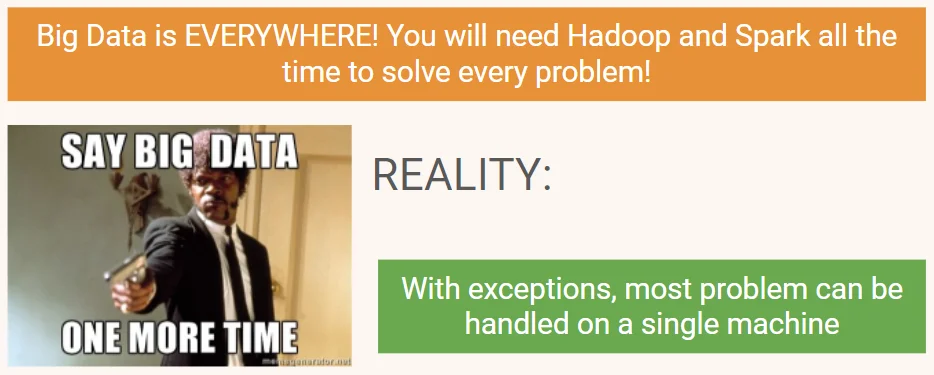 Big Data is EVERYWHERE! You will need Hadoop and Spark all the
time to solve every problem!
SAY BIG DATA
ONE MORE TIME
memegenerator.net
REALITY:
With exceptions, most problem can be
handled on a single machine